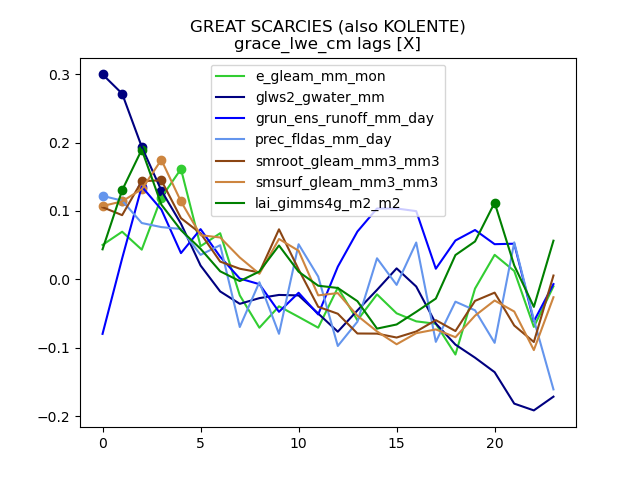 GREAT SCARCIES (also KOLENTE)
grace_lwe_cm lags [X]
e_gleam_mm_mon
glws2_gwater_mm
grun_ens_runoff_mm_day
prec_fldas_mm_day
smroot_gleam_mm3_mm3
smsurf_gleam_mm3_mm3
lai_gimms4g_m2_m2
0.3
0.2
0.1
0.0
−0.1
−0.2
0 5 10 15 20